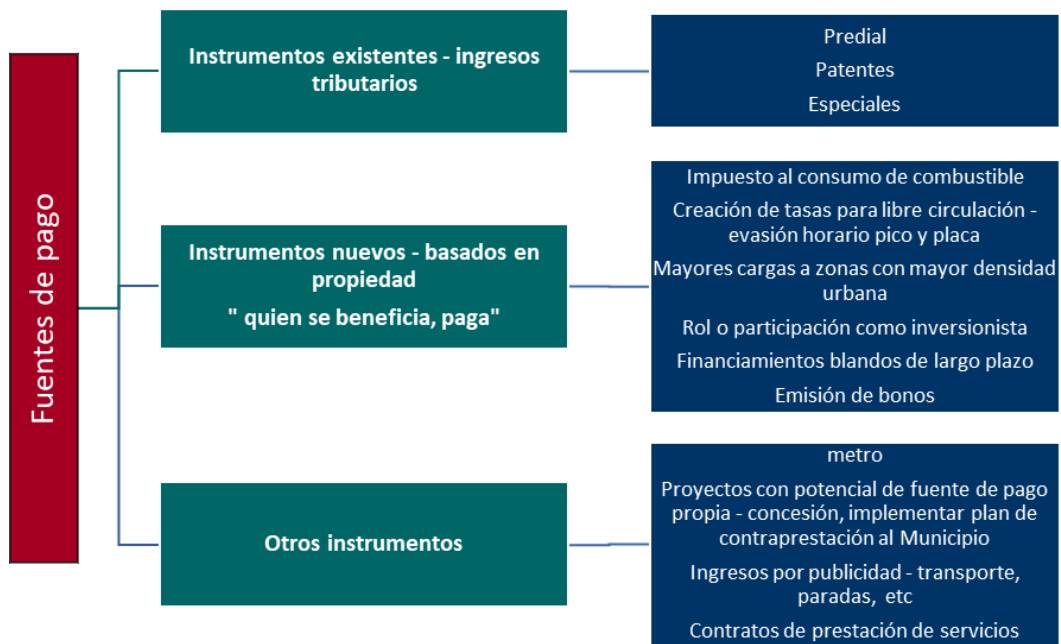 Fuentes de pago
Instrumentos existentes - ingresos
tributarios
Predial
Patentes
Especiales
Instrumentos nuevos - basados en
propiedad
" quien se beneficia, paga"
Impuesto al consumo de combustible
Creación de tasas para libre circulación -
evasión horario pico y placa
Mayores cargas a zonas con mayor densidad
urbana
Rol o participación como inversionista
Financiamientos blandos de largo plazo
Emisión de bonos
Otros instrumentos
metro
Proyectos con potencial de fuente de pago
propia - concesión, implementar plan de
contraprestación al Municipio
Ingresos por publicidad - transporte,
paradas, etc
Contratos de prestación de servicios